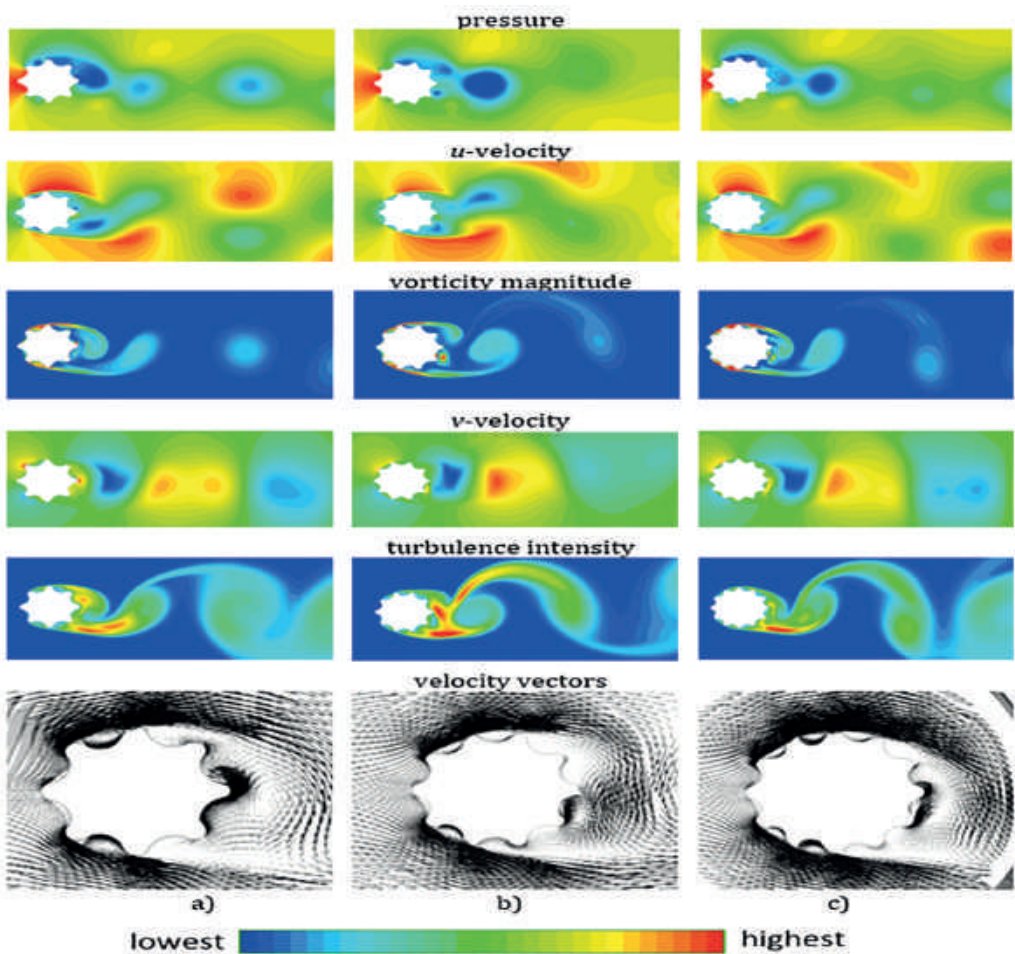 pressure
u-velocity
vorticity magnitude
v-velocity
turbulence intensity
velocity vectors
a) b) c)
lowest highest